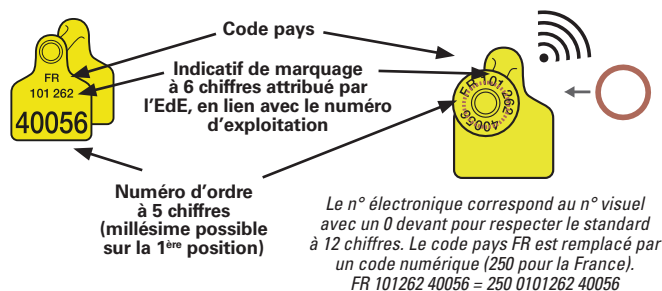 Code pays
FR
101 262
40056
Indicatif de marquage
à 6 chiffres attribué par
l'EdE, en lien avec le numéro
d'exploitation
FR 101 262
40056
Numéro d'ordre
à 5 chiffres
(millésime possible
sur la 1ère position)
Le n° électronique correspond au n° visuel
avec un 0 devant pour respecter le standard
à 12 chiffres. Le code pays FR est remplacé par
un code numérique (250 pour la France).
FR 101262 40056 = 250 0101262 40056